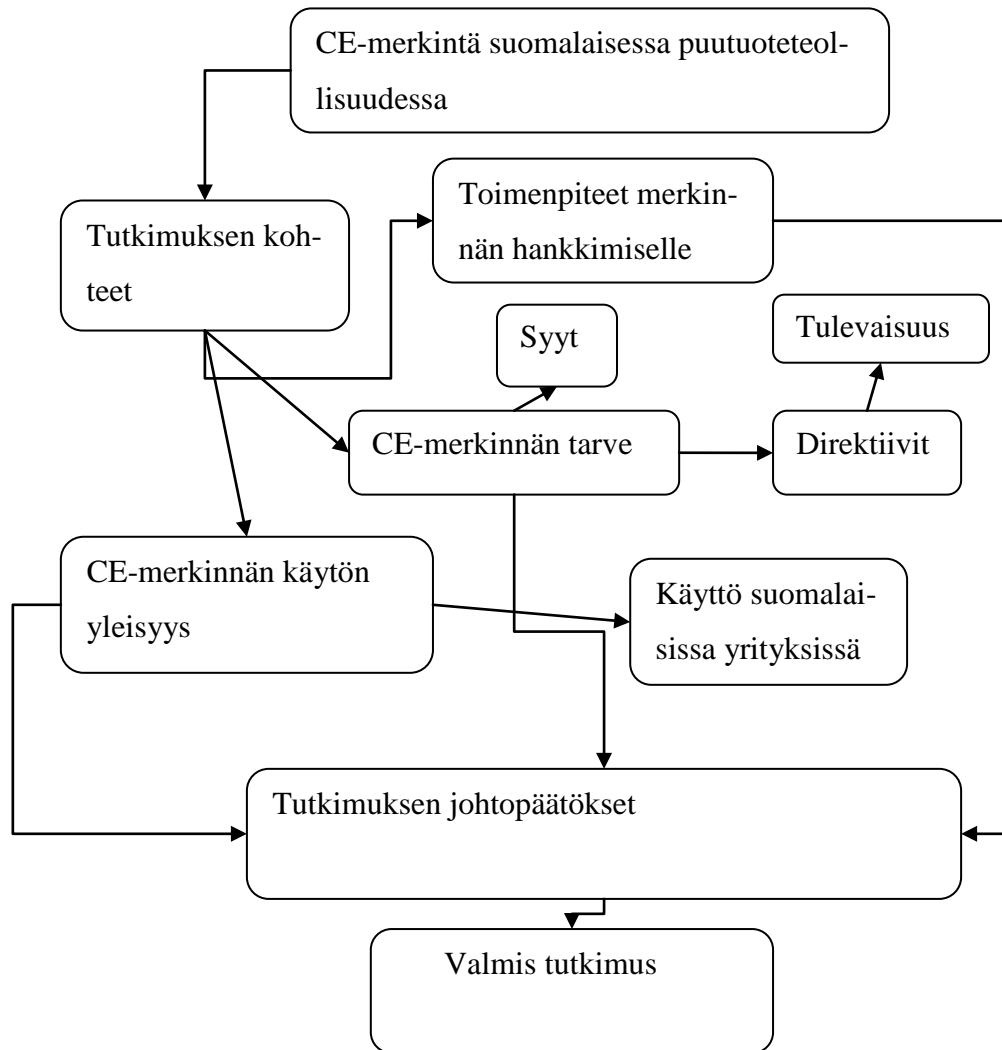 CE-merkintä suomalaisessa puutuoteteol-
lisuudessa
Toimenpiteet merkin-
nän hankkimiselle
Tutkimuksen koh-
teet
Syyt
Tulevaisuus
CE-merkinnän tarve
Direktiivit
CE-merkinnän käytön
yleisyys
Käyttö suomalai-
sissa yrityksissä
Tutkimuksen johtopäätökset
Valmis tutkimus